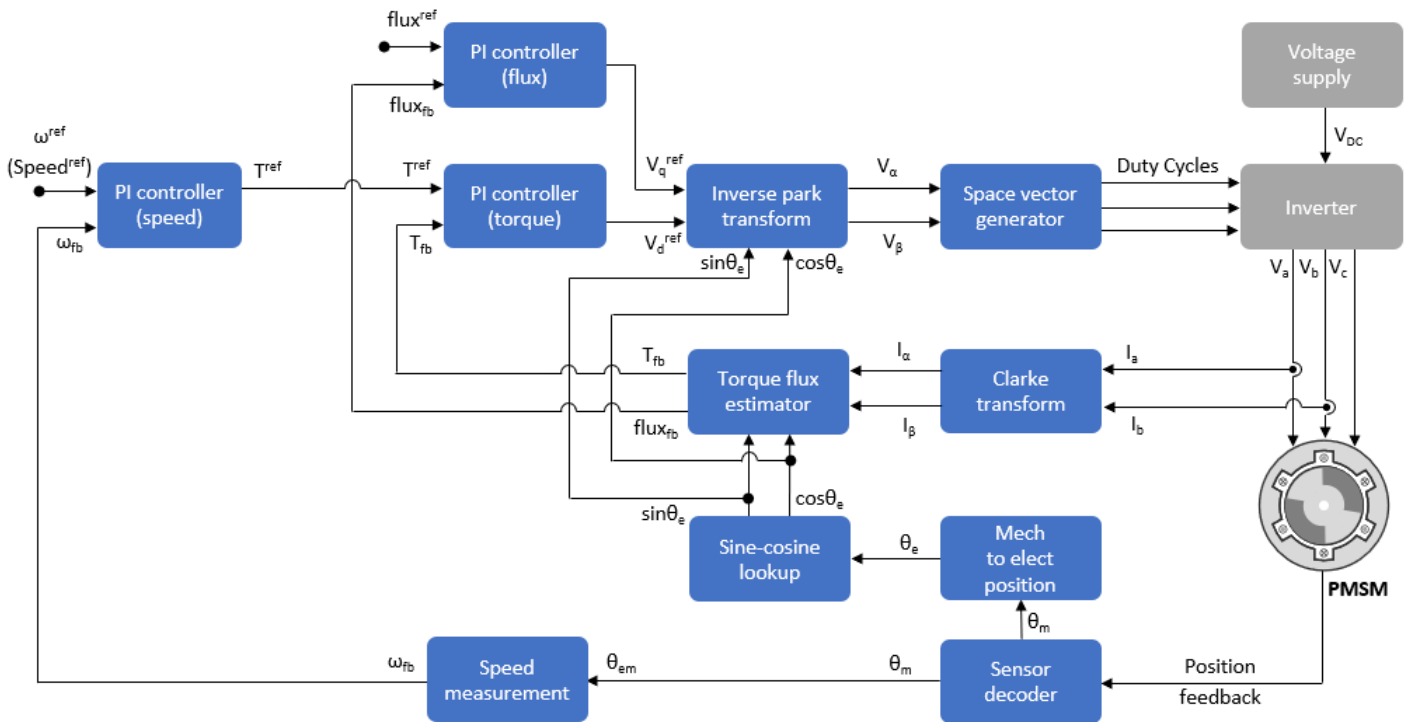 flux^ref
PI controller
(flux)
flux_fb
Voltage
supply
V_DC
ω^ref
(Speed^ref)
PI controller
(speed)
ω_fb
T^ref
T^ref
PI controller
(torque)
T_fb
V_q^ref
V_d^ref
Inverse park
transform
sinθ_e
cosθ_e
V_α
V_β
Space vector
generator
Duty Cycles
Inverter
V_a
V_b
V_c
T_fb
Torque flux
estimator
flux_fb
I_α
I_β
Clarke
transform
I_a
I_b
sinθ_e
cosθ_e
Sine-cosine
lookup
θ_e
Mech
to elect
position
PMSM
θ_m
ω_fb
Speed
measurement
θ_em
θ_m
Sensor
decoder
Position
feedback